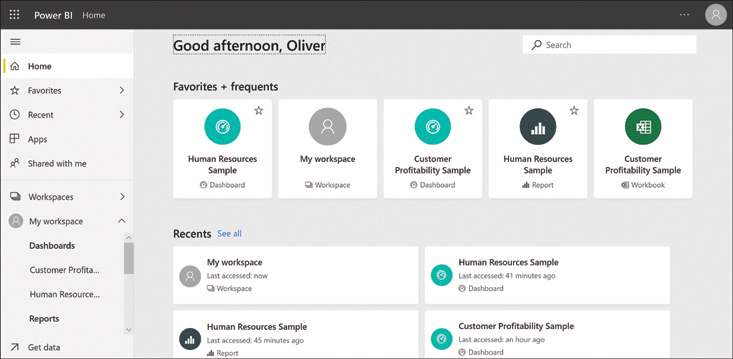 Power BI Home
Good afternoon, Oliver
Search
Home
Favorites
Recent
Apps
Shared with me
Workspaces
My workspace
Dashboards
Customer Profita...
Human Resource...
Reports
Get data
Favorites + frequents
Human Resources
Sample
Dashboard
My workspace
Workspace
Customer
Profitability Sample
Dashboard
Human Resources
Sample
Report
Customer
Profitability Sample
Workbook
Recents See all
My workspace
Last accessed: now
Workspace
Human Resources Sample
Last accessed: 41 minutes ago
Dashboard
Human Resources Sample
Last accessed: 45 minutes ago
Report
Customer Profitability Sample
Last accessed: an hour ago
Dashboard